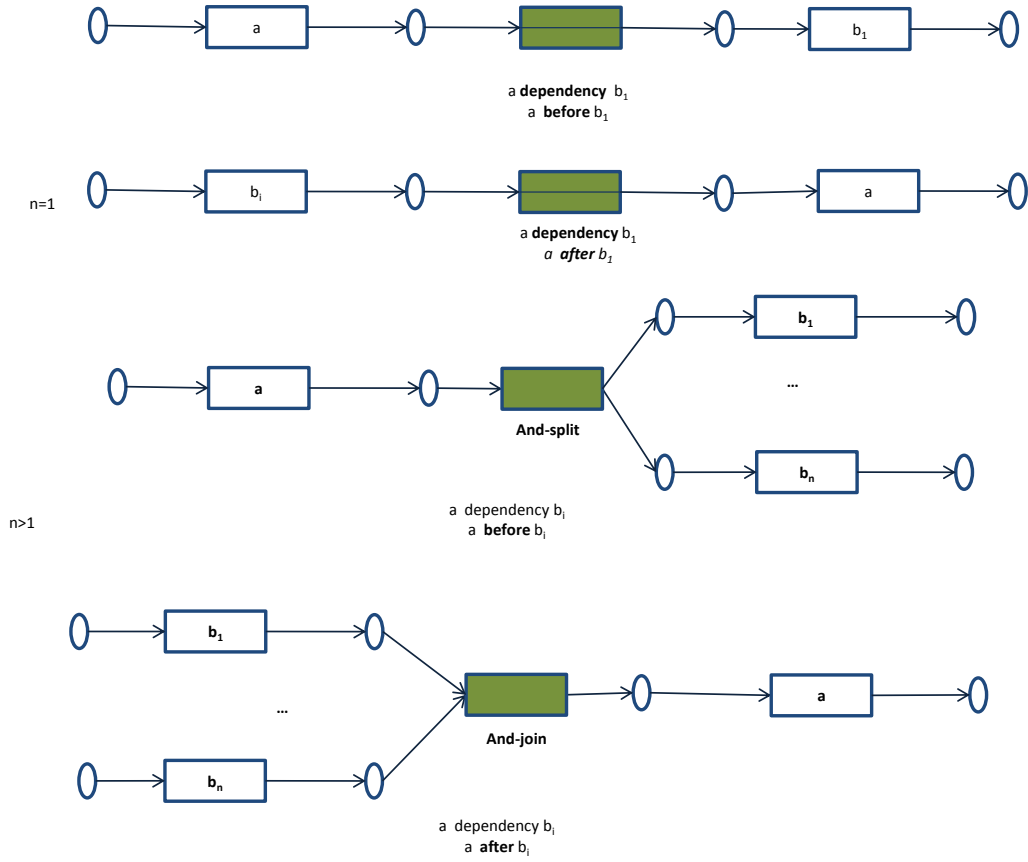 a
b₁
a dependency b₁
a before b₁
n=1
bᵢ
a
a dependency b₁
a after b₁
b₁
a
...
And-split
bₙ
a dependency bᵢ
a before bᵢ
n>1
b₁
...
a
And-join
bₙ
a dependency bᵢ
a after bᵢ